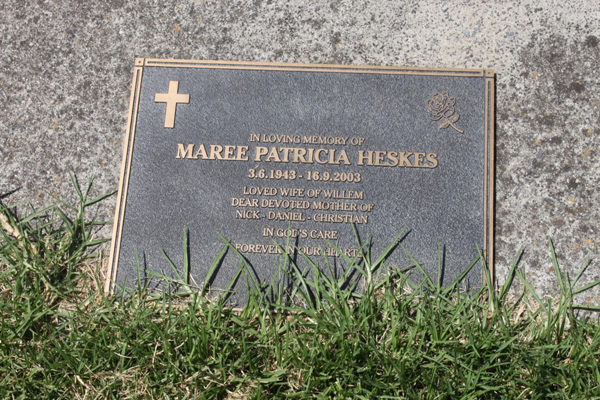 IN LOVING MEMORY OF
MAREE PATRICIA HESKES
3.6.1943 - 16.9.2003
LOVED WIFE OF WILLEM
DEAR DEVOTED MOTHER OF
NICK - DANIEL - CHRISTIAN
IN GOD'S CARE
FOREVER IN OUR HEARTS